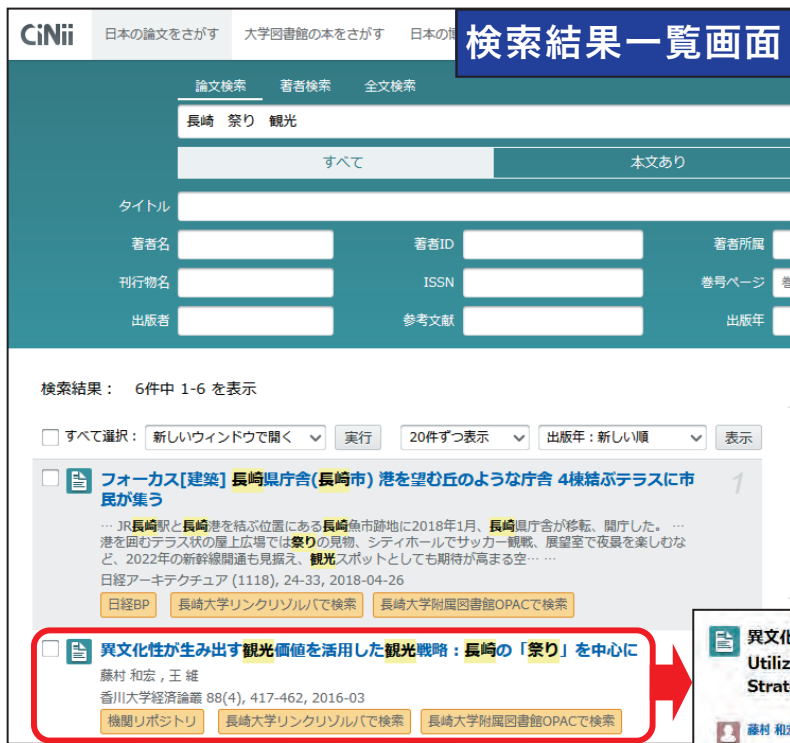 CiNii 日本の論文をさがす 大学図書館の本をさがす 日本の
検索結果一覧画面
論文検索 著者検索 全文検索
長崎 祭り 観光
すべて 本文あり
タイトル
著者名 著者ID 著者所属
刊行物名 ISSN 巻号ページ
出版者 参考文献 出版年
検索結果： 6件中 1-6 を表示
すべて選択： 新しいウィンドウで開く 実行 20件ずつ表示 出版年：新しい順 表示
フォーカス[建築] 長崎県庁舎(長崎市) 港を望む丘のような庁舎 4棟結ぶテラスに市 1
民が集う
… JR長崎駅と長崎港を結ぶ位置にある長崎魚市跡地に2018年1月、長崎県庁舎が移転、開庁した。 …
港を囲むテラス状の屋上広場では祭りの見物、シティホールでサッカー観戦、展望室で夜景を楽しむな
ど、2022年の新幹線開通も見据え、観光スポットとしても期待が高まる空… …
日経アーキテクチュア (1118), 24-33, 2018-04-26
日経BP 長崎大学リンクリゾルバで検索 長崎大学附属図書館OPACで検索
異文化性が生み出す観光価値を活用した観光戦略：長崎の「祭り」を中心に
藤村 和宏 , 王 維
香川大学経済論叢 88(4), 417-462, 2016-03
機関リポジトリ 長崎大学リンクリゾルバで検索 長崎大学附属図書館OPACで検索
異文化
Utiliz
Strat
藤村 和宏